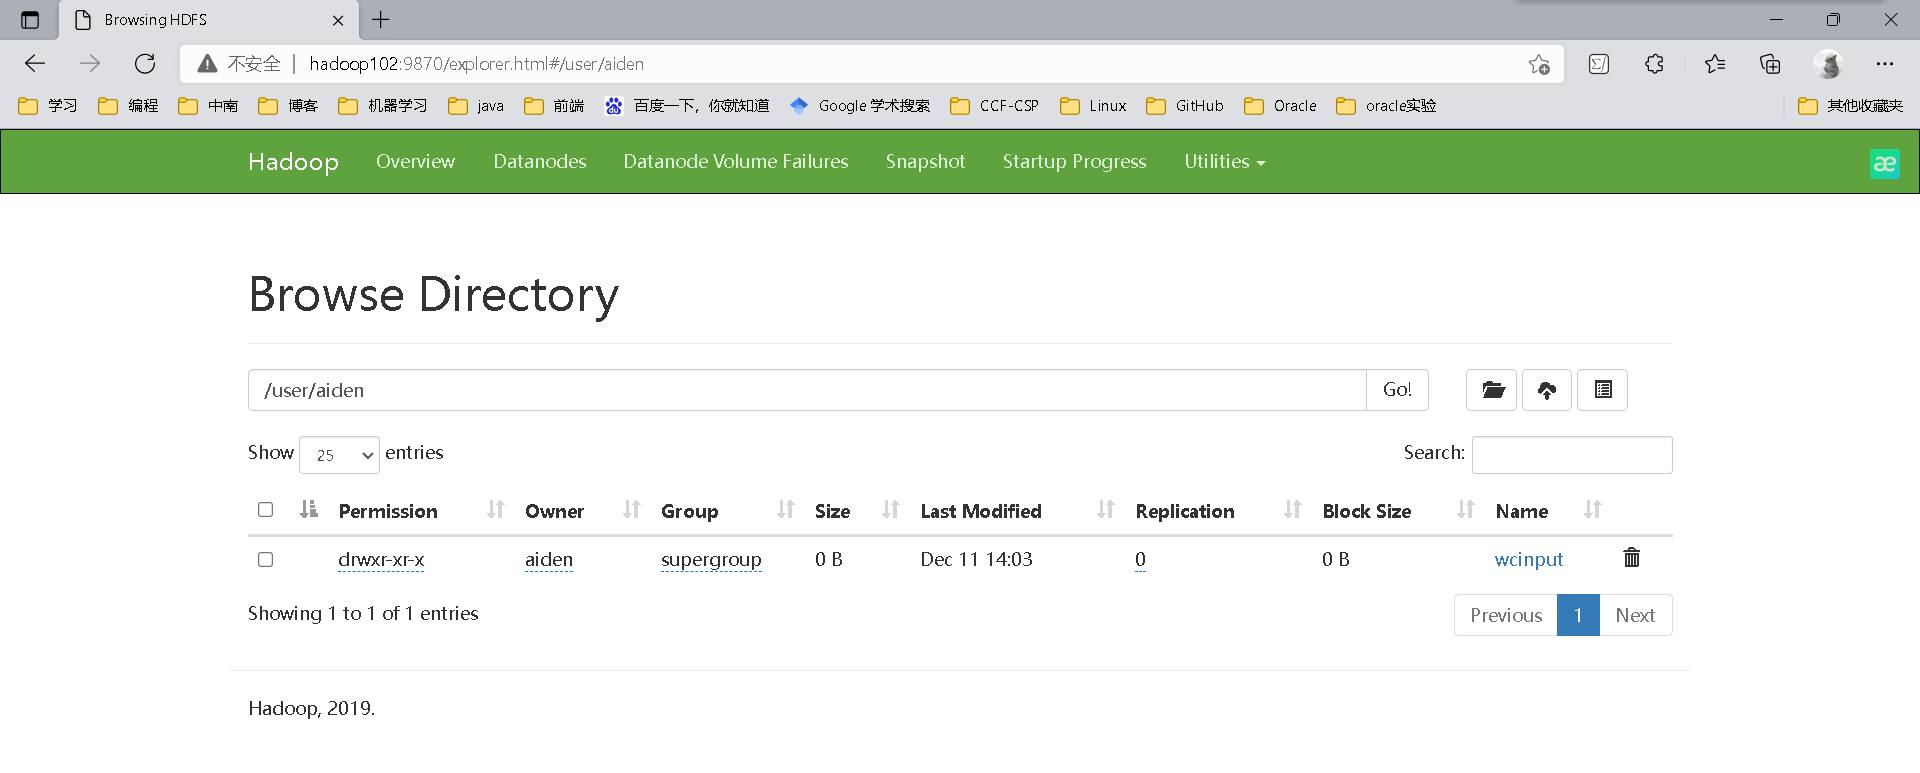 Browsing HDFS
不安全 | hadoop102:9870/explorer.html#/user/aiden
学习 编程 中南 博客 机器学习 java 前端 百度一下，你就知道 Google 学术搜索 CCF-CSP Linux GitHub Oracle oracle实验 其他收藏夹
Hadoop Overview Datanodes Datanode Volume Failures Snapshot Startup Progress Utilities æ
Browse Directory
/user/aiden Go!
Show 25 entries Search:
Permission Owner Group Size Last Modified Replication Block Size Name
drwxr-xr-x aiden supergroup 0 B Dec 11 14:03 0 0 B wcinput
Showing 1 to 1 of 1 entries Previous 1 Next
Hadoop, 2019.